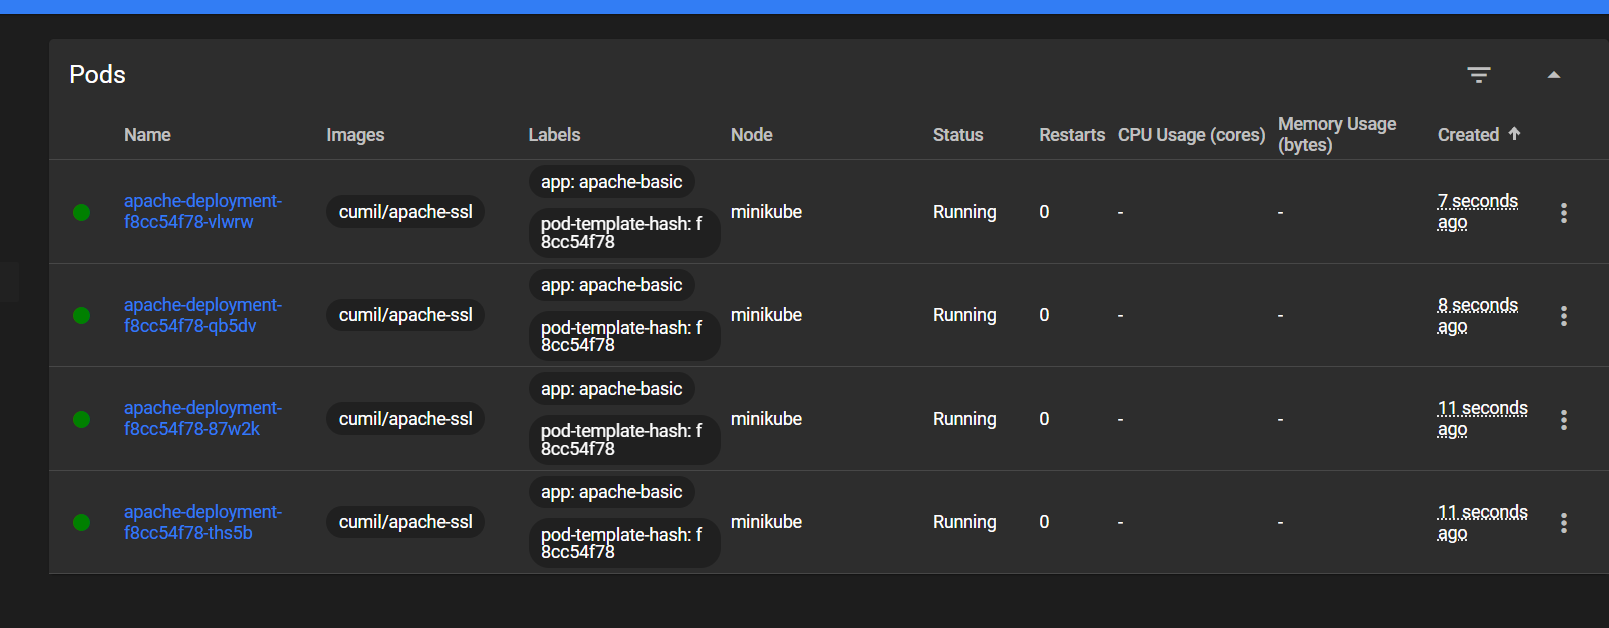 Pods
Name Images Labels Node Status Restarts CPU Usage (cores) Memory Usage (bytes) Created
apache-deployment-
f8cc54f78-vlwrw
cumil/apache-ssl
app: apache-basic
pod-template-hash: f
8cc54f78
minikube
Running
0
-
-
7 seconds
ago
apache-deployment-
f8cc54f78-qb5dv
cumil/apache-ssl
app: apache-basic
pod-template-hash: f
8cc54f78
minikube
Running
0
-
-
8 seconds
ago
apache-deployment-
f8cc54f78-87w2k
cumil/apache-ssl
app: apache-basic
pod-template-hash: f
8cc54f78
minikube
Running
0
-
-
11 seconds
ago
apache-deployment-
f8cc54f78-ths5b
cumil/apache-ssl
app: apache-basic
pod-template-hash: f
8cc54f78
minikube
Running
0
-
-
11 seconds
ago